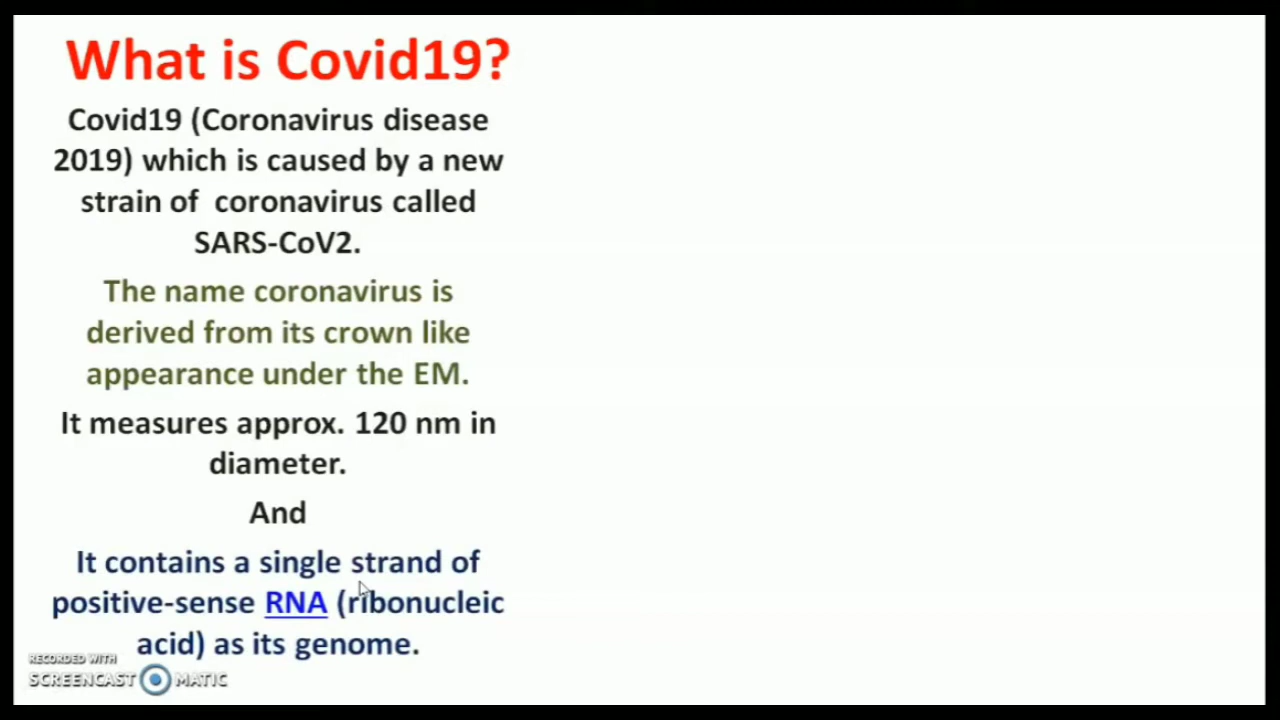 What is Covid19?
Covid19 (Coronavirus disease
2019) which is caused by a new
strain of  coronavirus called
SARS-CoV2.
The name coronavirus is
derived from its crown like
appearance under the EM.
It measures approx. 120 nm in
diameter.
And
It contains a single strand of
positive-sense RNA (ribonucleic
acid) as its genome.
RECORDED WITH
SCREENCAST MATIC